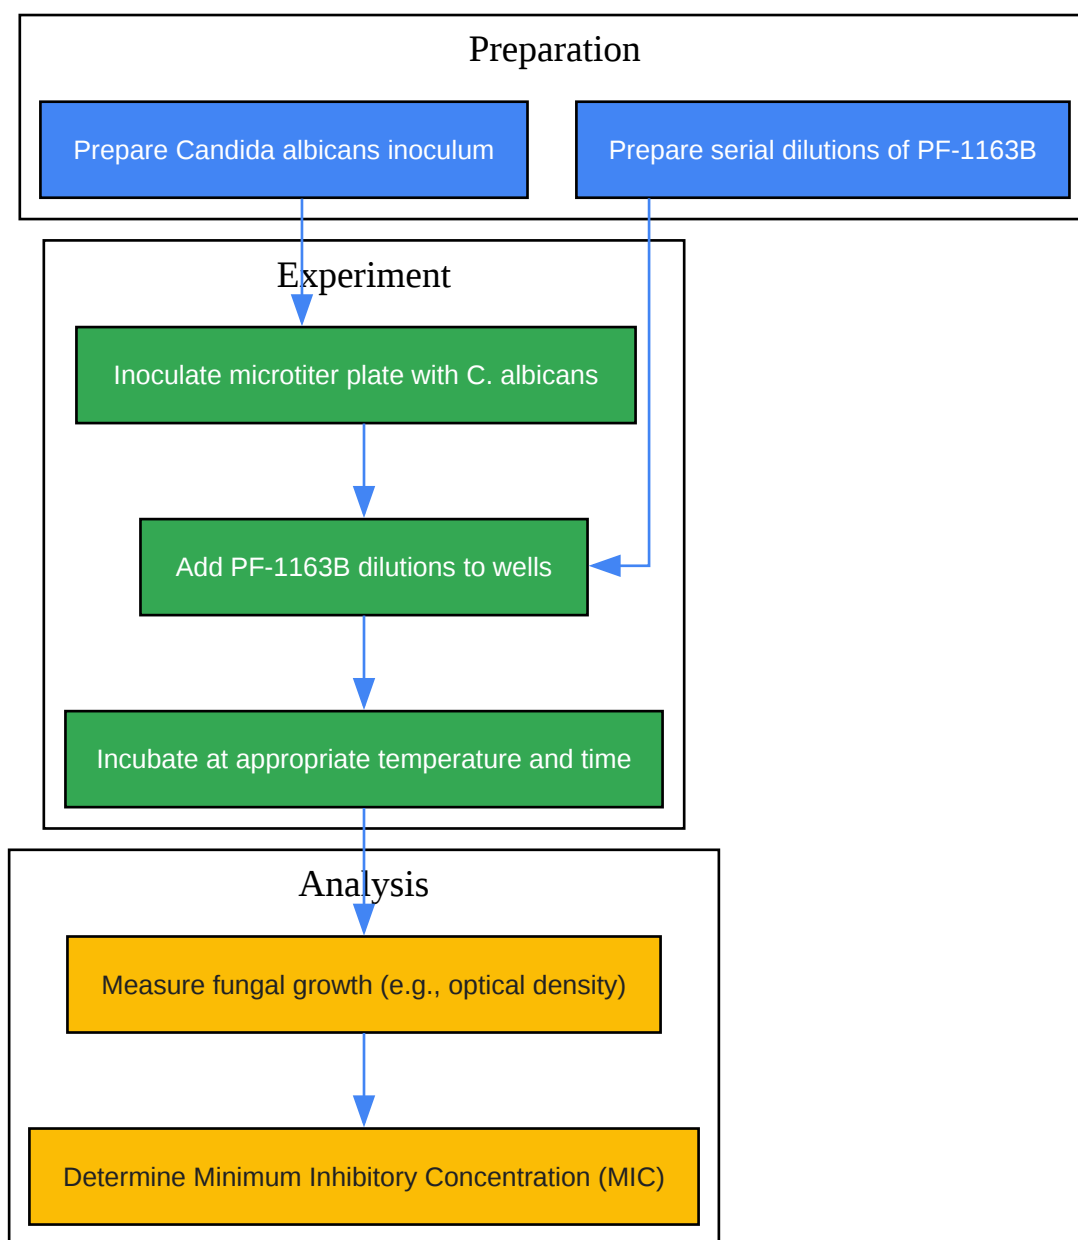 Preparation
Prepare Candida albicans inoculum
Prepare serial dilutions of PF-1163B
Experiment
Inoculate microtiter plate with C. albicans
Add PF-1163B dilutions to wells
Incubate at appropriate temperature and time
Analysis
Measure fungal growth (e.g., optical density)
Determine Minimum Inhibitory Concentration (MIC)